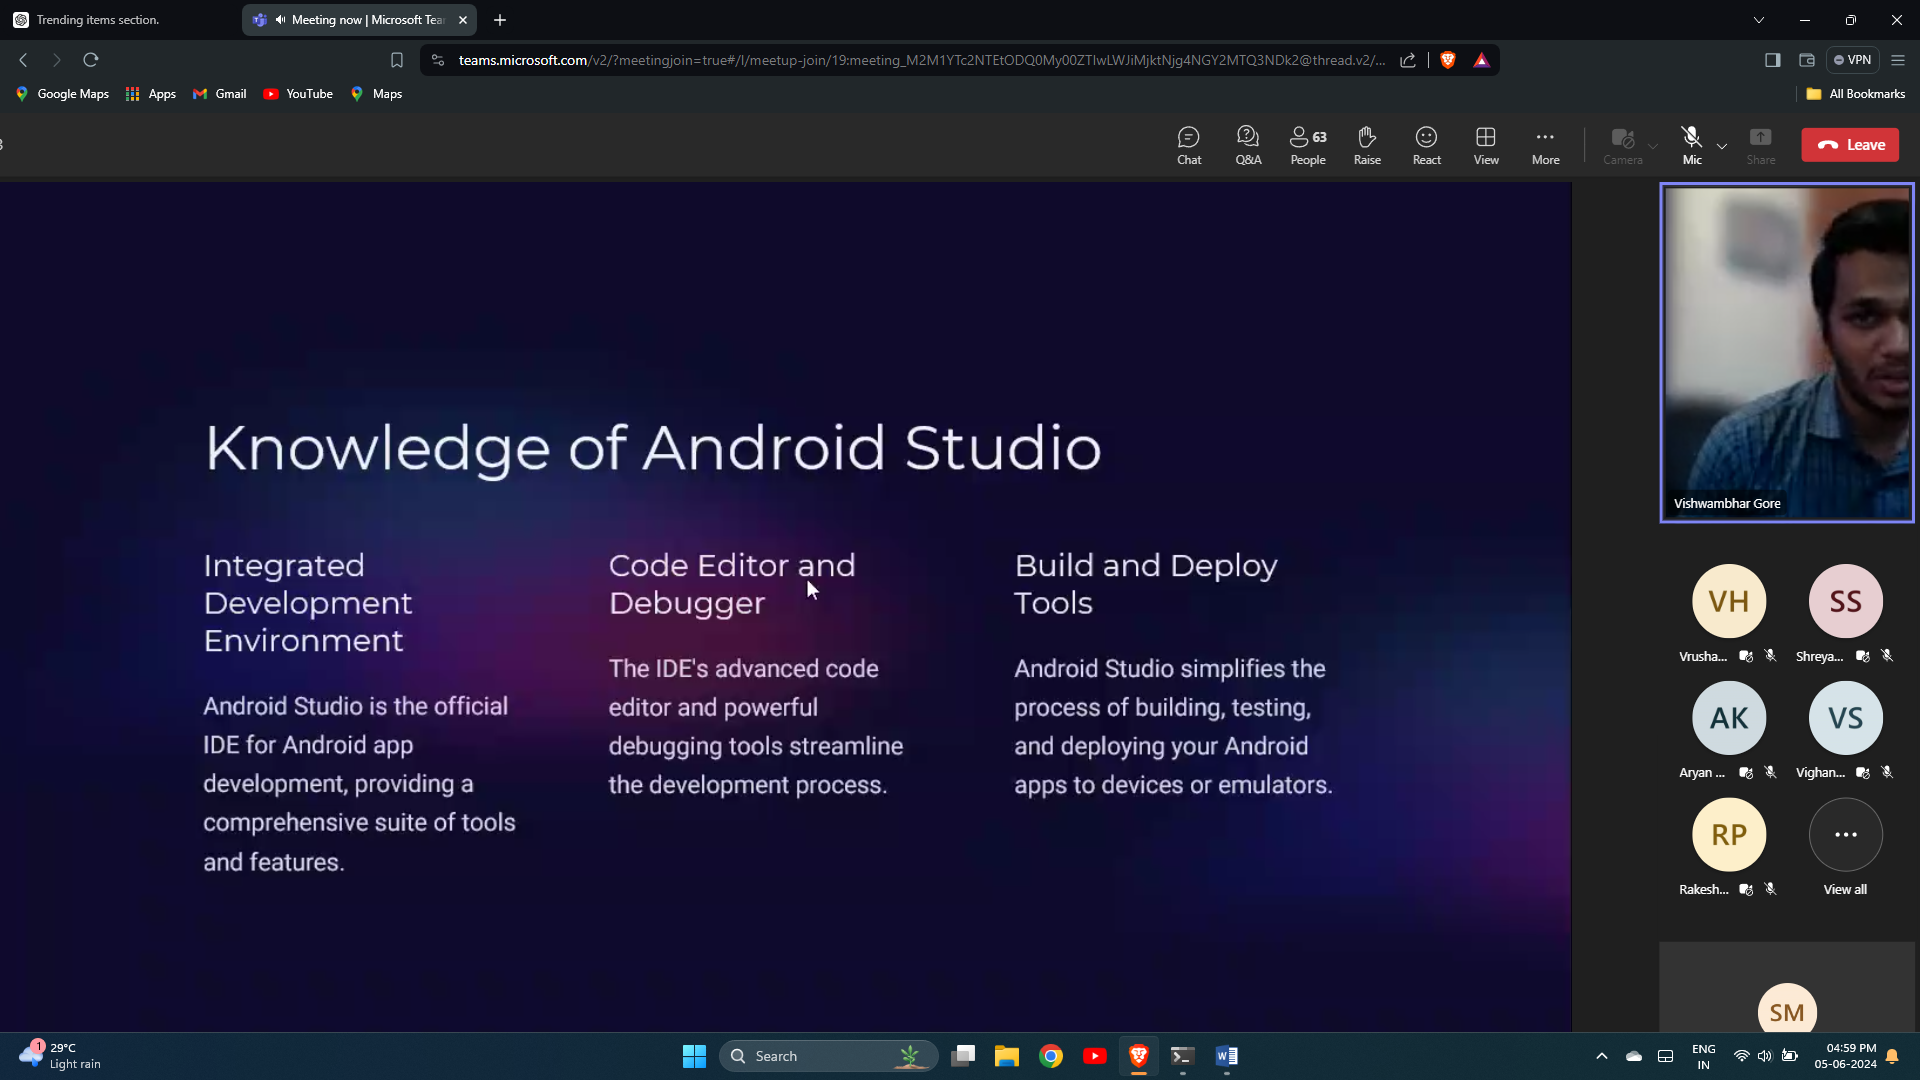 Trending items section.
Meeting now | Microsoft Tea
teams.microsoft.com/v2/?meetingjoin=true#/l/meetup-join/19:meeting_M2M1YTc2NTEtODQ0My00ZTIwLWJiMjktNjg4NGY2MTQ3NDk2@thread.v2/...
VPN
Google Maps
Apps
Gmail
YouTube
Maps
All Bookmarks
Chat
Q&A
63
People
Raise
React
View
More
Camera
Mic
Share
Leave
Knowledge of Android Studio
Integrated
Development
Environment
Android Studio is the official
IDE for Android app
development, providing a
comprehensive suite of tools
and features.
Code Editor and
Debugger
The IDE's advanced code
editor and powerful
debugging tools streamline
the development process.
Build and Deploy
Tools
Android Studio simplifies the
process of building, testing,
and deploying your Android
apps to devices or emulators.
Vishwambhar Gore
VH
SS
Vrusha...
Shreya...
AK
VS
Aryan ...
Vighan...
RP
Rakesh...
View all
SM
1
29°C
Light rain
Search
ENG
IN
04:59 PM
05-06-2024